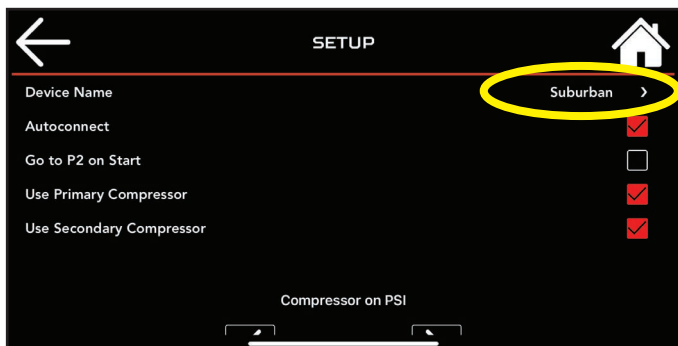 SETUP
Device Name Suburban
Autoconnect
Go to P2 on Start
Use Primary Compressor
Use Secondary Compressor
Compressor on PSI